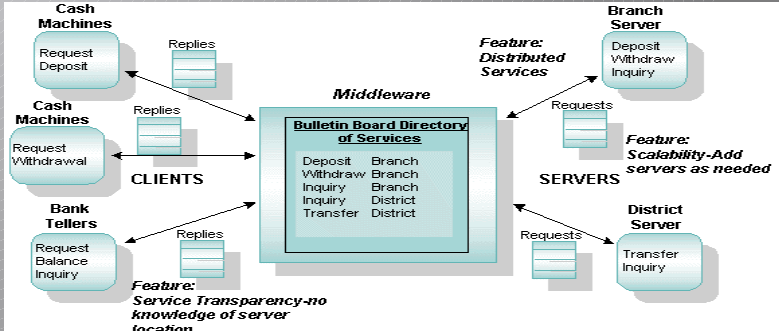 Cash
Machines
Request
Deposit
Replies
Cash
Machines
Request
Withdrawal
Replies
CLIENTS
Bank
Tellers
Request
Balance
Inquiry
Replies
Feature:
Service Transparency-no
knowledge of server
location
Middleware
Bulletin Board Directory
of Services
Deposit Branch
Withdraw Branch
Inquiry Branch
Inquiry District
Transfer District
Feature:
Distributed
Services
Branch
Server
Deposit
Withdraw
Inquiry
Requests
Feature:
Scalability-Add
servers as needed
SERVERS
District
Server
Requests
Transfer
Inquiry